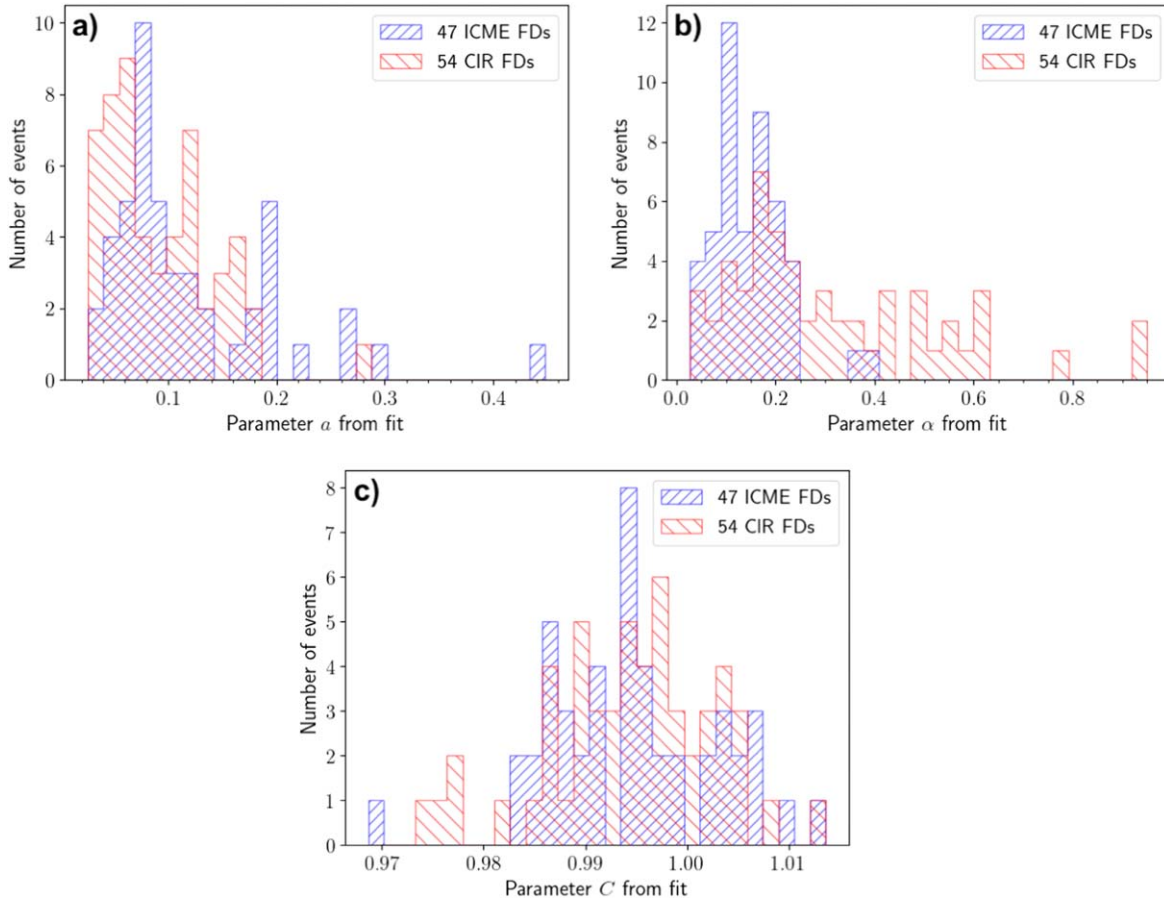 a)
47 ICME FDs
54 CIR FDs
10
8
6
4
2
0
Number of events
0.1 0.2 0.3 0.4
Parameter a from fit
b)
47 ICME FDs
54 CIR FDs
12
10
8
6
4
2
0
Number of events
0.0 0.2 0.4 0.6 0.8
Parameter α from fit
c)
47 ICME FDs
54 CIR FDs
8
7
6
5
4
3
2
1
0
Number of events
0.97 0.98 0.99 1.00 1.01
Parameter C from fit